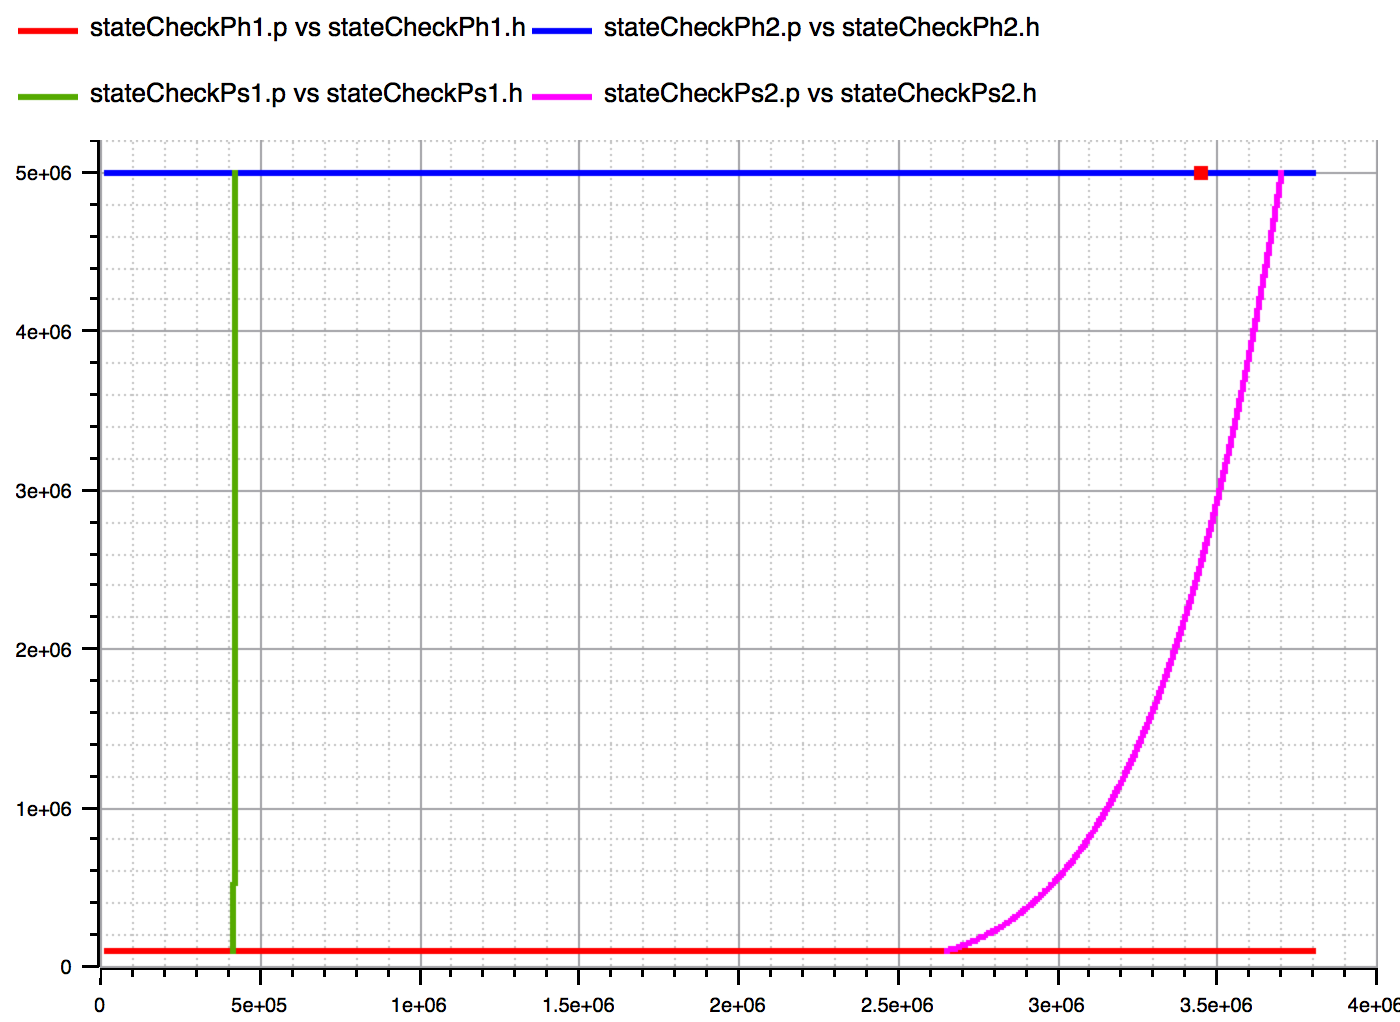 stateCheckPh1.p vs stateCheckPh1.h stateCheckPh2.p vs stateCheckPh2.h
stateCheckPs1.p vs stateCheckPs1.h stateCheckPs2.p vs stateCheckPs2.h
5e+06
4e+06
3e+06
2e+06
1e+06
0
0 5e+05 1e+06 1.5e+06 2e+06 2.5e+06 3e+06 3.5e+06 4e+06